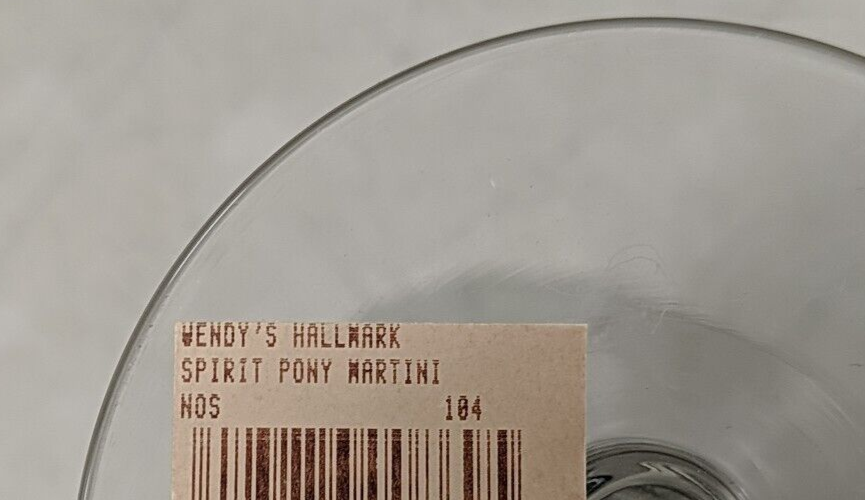 WENDY'S HALLMARK
SPIRIT PONY MARTINI
NOS 104